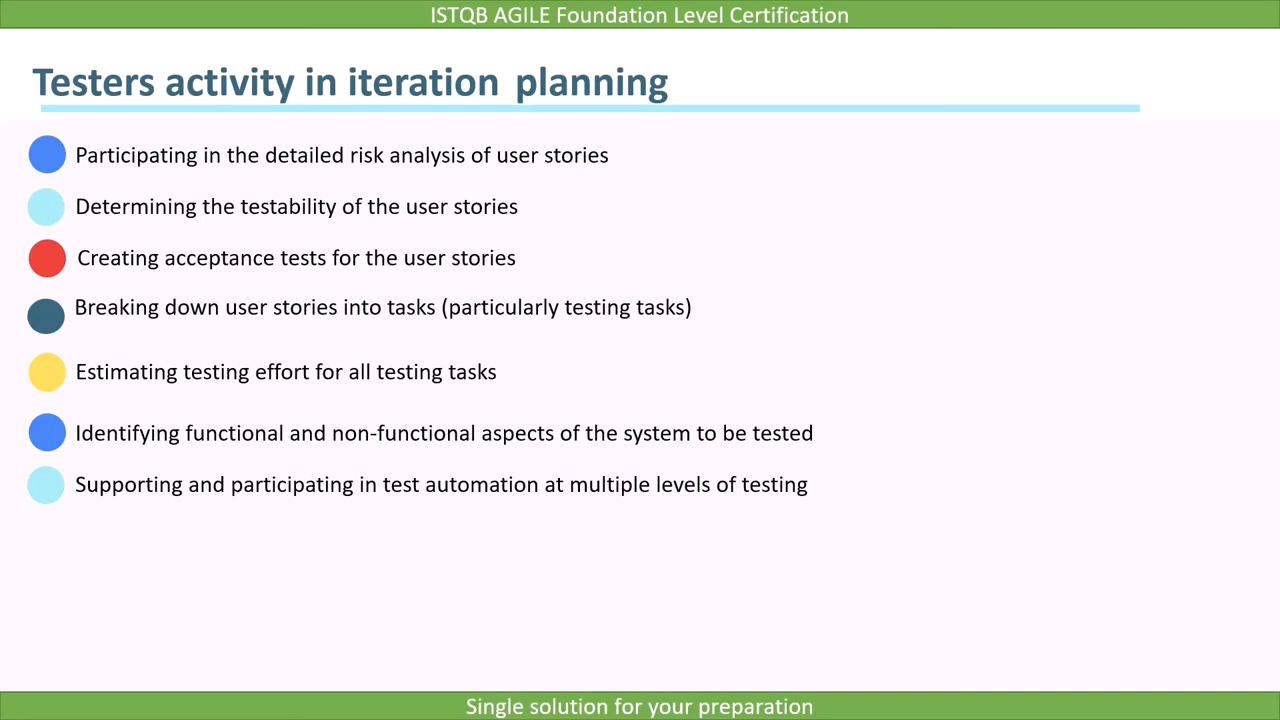 ISTQB AGILE Foundation Level Certification
Testers activity in iteration planning
Participating in the detailed risk analysis of user stories
Determining the testability of the user stories
Creating acceptance tests for the user stories
Breaking down user stories into tasks (particularly testing tasks)
Estimating testing effort for all testing tasks
Identifying functional and non-functional aspects of the system to be tested
Supporting and participating in test automation at multiple levels of testing
Single solution for your preparation